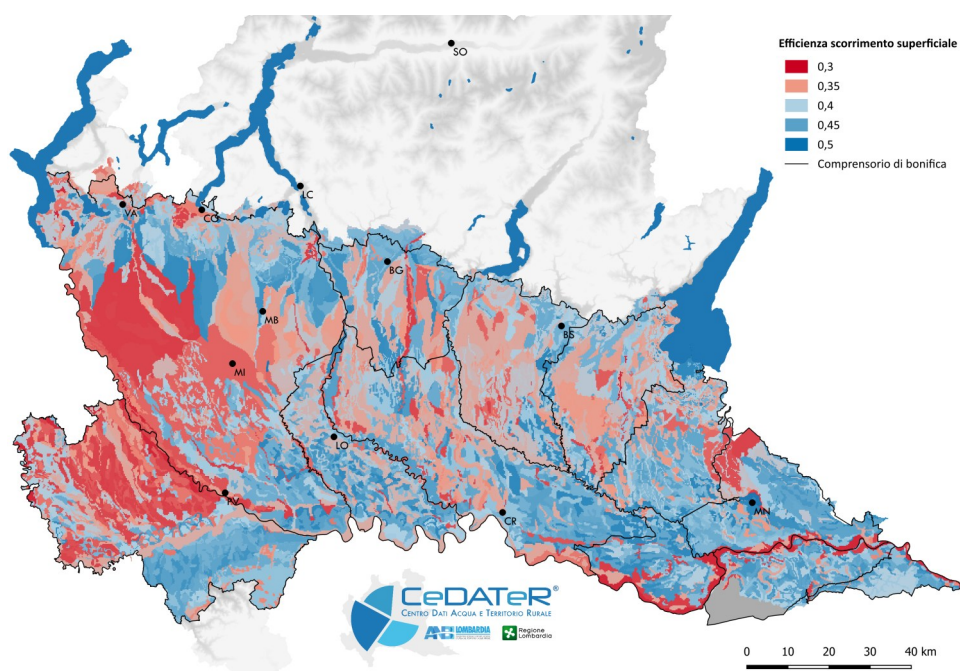 SO
Efficienza scorrimento superficiale
0,3
0,35
0,4
0,45
0,5
Comprensorio di bonifica
LC
VA
CO
BG
MB
BS
MI
LO
PV
CR
MN
CeDATeR®
Centro Dati Acqua e Territorio Rurale
LOMBARDIA
Regione
Lombardia
0 10 20 30 40 km